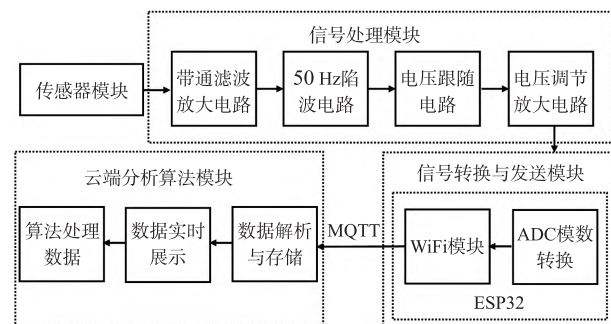 信号处理模块
传感器模块
带通滤波
放大电路
50 Hz陷
波电路
电压跟随
电路
电压调节
放大电路
云端分析算法模块
信号转换与发送模块
算法处理
数据
数据实时
展示
数据解析
与存储
MQTT
WiFi模块
ADC模数
转换
ESP32